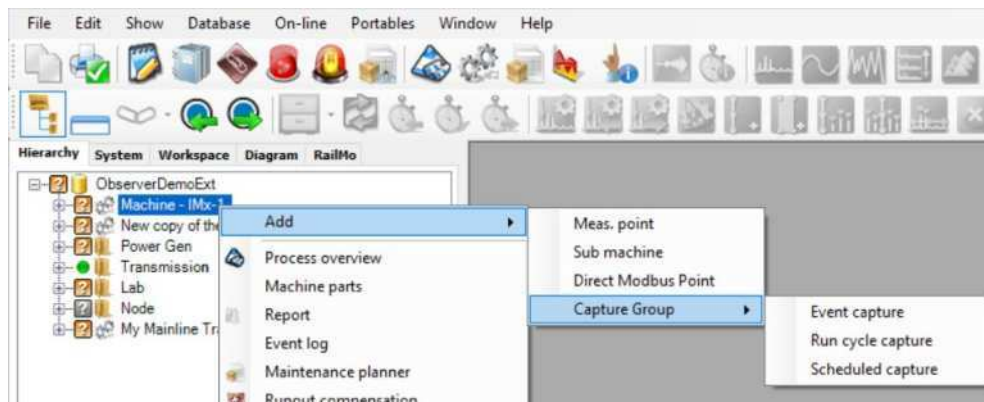 File Edit Show Database On-line Portables Window Help
Hierarchy System Workspace Diagram RailMo
ObserverDemoExt
Machine - IMx-1
New copy of the
Power Gen
Transmission
Lab
Node
My Mainline Tr
Add
Process overview
Machine parts
Report
Event log
Maintenance planner
Runout compensation
Meas. point
Sub machine
Direct Modbus Point
Capture Group
Event capture
Run cycle capture
Scheduled capture